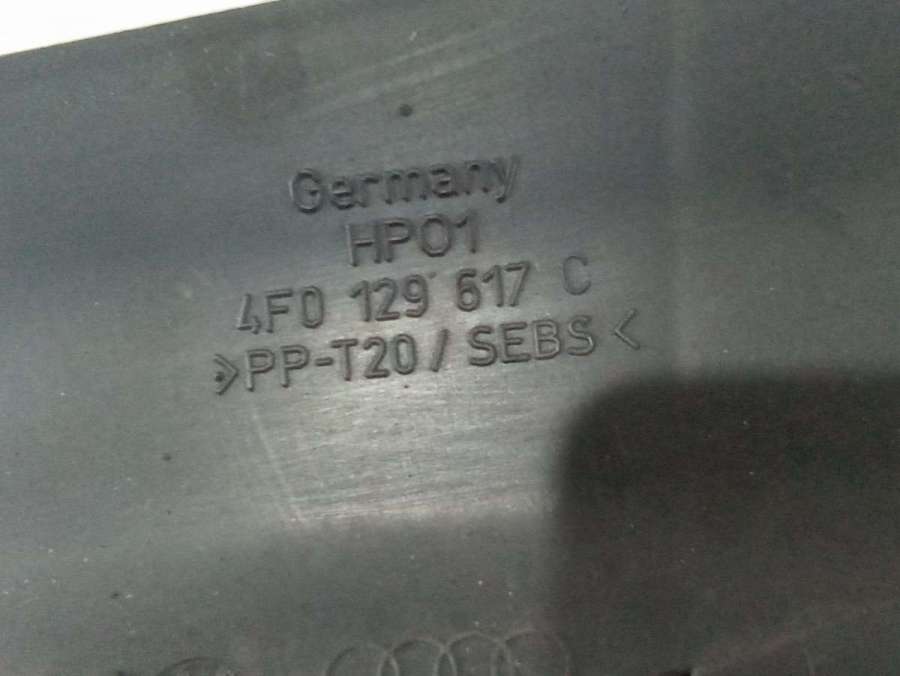 Germany
HPO1
4F0 129 617 C
>PP-T20/SEBS<